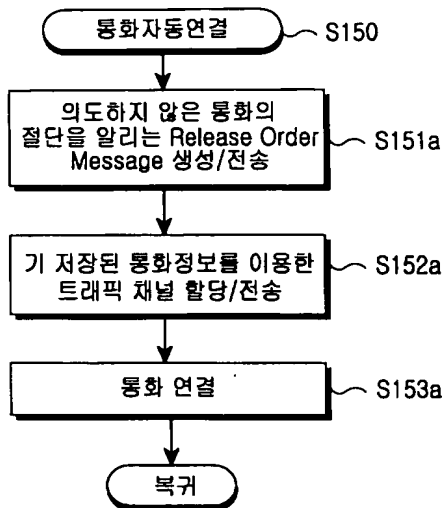 통화자동연결
S150
의도하지 않은 통화의
절단을 알리는 Release Order
Message 생성/전송
S151a
기 저장된 통화정보를 이용한
트래픽 채널 할당/전송
S152a
통화 연결
S153a
복귀